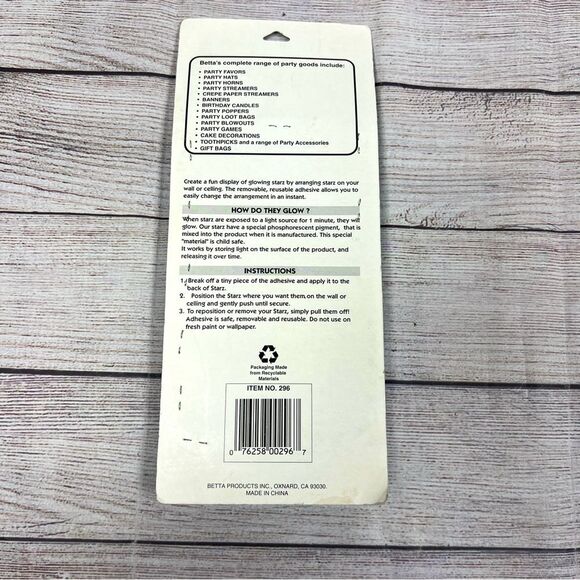 Betta's complete range of party goods include:
• PARTY FAVORS
• PARTY HATS
• PARTY HORNS
• PARTY STREAMERS
• CREPE PAPER STREAMERS
• BANNERS
• BIRTHDAY CANDLES
• PARTY POPPERS
• PARTY LOOT BAGS
• PARTY BLOWOUTS
• PARTY GAMES
• CAKE DECORATIONS
• TOOTHPICKS and a range of Party Accessories
• GIFT BAGS
Create a fun display of glowing starz by arranging starz on your
wall or celling. The removable, reusable adhesive allows you to
easily change the arrangement in an instant.
HOW DO THEY GLOW ?
When starz are exposed to a light source for 1 minute, they will
glow. Our starz have a special phosphorescent pigment, that is
mixed into the product when it is manufactured. This special
"material" is child safe.
It works by storing light on the surface of the product, and
releasing it over time.
INSTRUCTIONS
1. Break off a tiny piece of the adhesive and apply it to the
back of Starz.
2. Position the Starz where you want them on the wall or
celling and gently push until secure.
3. To reposition or remove your Starz, simply pull them off!
Adhesive is safe, removable and reusable. Do not use on
fresh paint or wallpaper.
Packaging Made
from Recyclable
Materials
ITEM NO. 296
0 76258 00296 7
BETTA PRODUCTS INC., OXNARD, CA 93030.
MADE IN CHINA